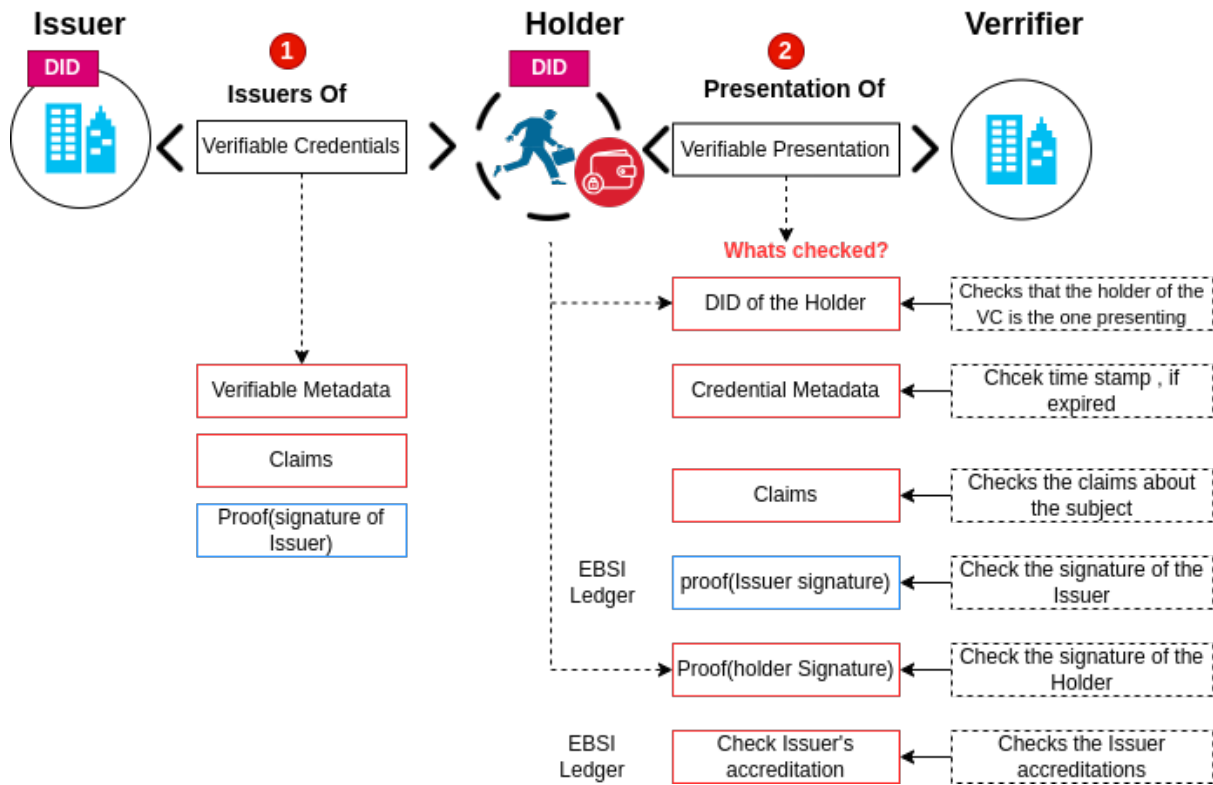 Issuer
Holder
Verrifier
DID
1
DID
2
Issuers Of
Presentation Of
Verifiable Credentials
Verifiable Presentation
Whats checked?
DID of the Holder
Checks that the holder of the
VC is the one presenting
Verifiable Metadata
Credential Metadata
Chcek time stamp , if
expired
Claims
Claims
Checks the claims about
the subject
Proof(signature of
Issuer)
EBSI
Ledger
proof(Issuer signature)
Check the signature of the
Issuer
Proof(holder Signature)
Check the signature of the
Holder
EBSI
Ledger
Check Issuer's
accreditation
Checks the Issuer
accreditations